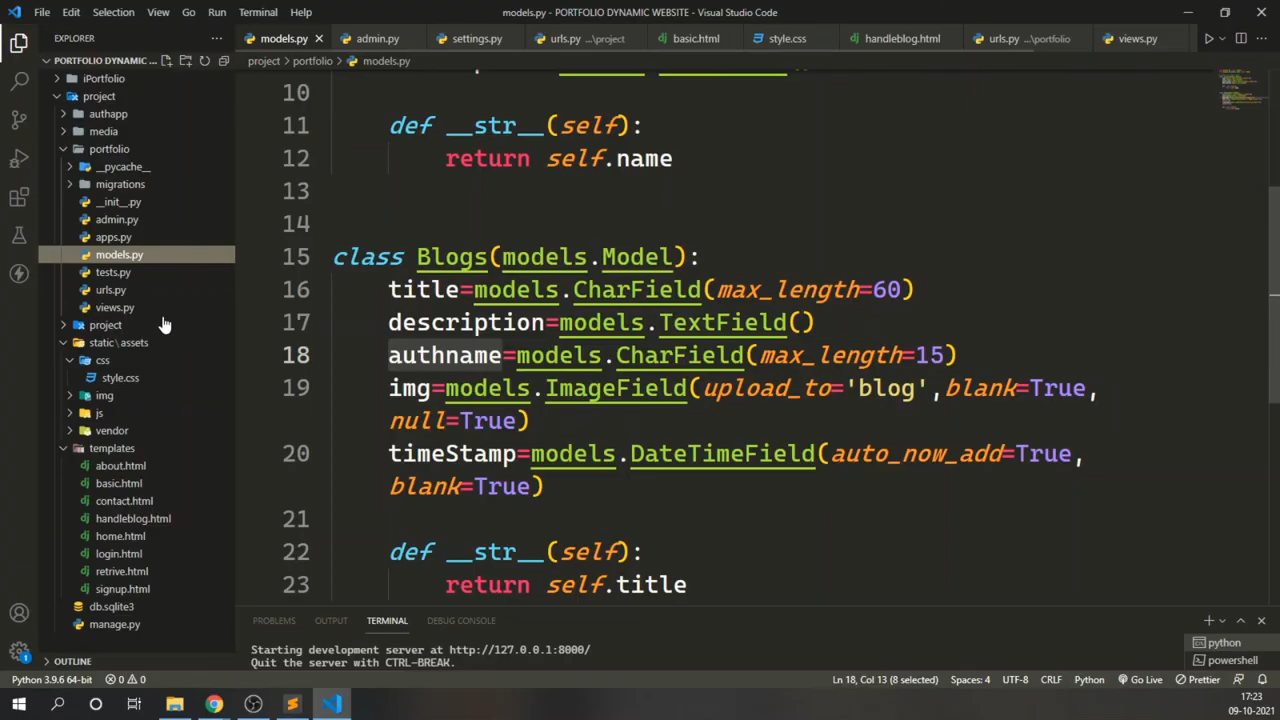 File Edit Selection View Go Run Terminal Help
models.py - PORTFOLIO DYNAMIC WEBSITE - Visual Studio Code
EXPLORER
models.py
admin.py
settings.py
urls.py ...\project
basic.html
style.css
handleblog.html
urls.py ...\portfolio
views.py
PORTFOLIO DYNAMIC ...
project > portfolio > models.py
iPortfolio
project
authapp
media
portfolio
__pycache__
migrations
__init__.py
admin.py
apps.py
models.py
tests.py
urls.py
views.py
project
static\assets
css
style.css
img
js
vendor
templates
about.html
basic.html
contact.html
handleblog.html
home.html
login.html
retrive.html
signup.html
db.sqlite3
manage.py
OUTLINE
10
11 def __str__(self):
12 return self.name
13
14
15 class Blogs(models.Model):
16 title=models.CharField(max_length=60)
17 description=models.TextField()
18 authname=models.CharField(max_length=15)
19 img=models.ImageField(upload_to='blog',blank=True,
null=True)
20 timeStamp=models.DateTimeField(auto_now_add=True,
blank=True)
21
22 def __str__(self):
23 return self.title
PROBLEMS OUTPUT TERMINAL DEBUG CONSOLE
Starting development server at http://127.0.0.1:8000/
Quit the server with CTRL-BREAK.
python
powershell
1
Python 3.9.6 64-bit 0 0
Ln 18, Col 13 (8 selected) Spaces: 4 UTF-8 CRLF Python Go Live Prettier
17:23
09-10-2021